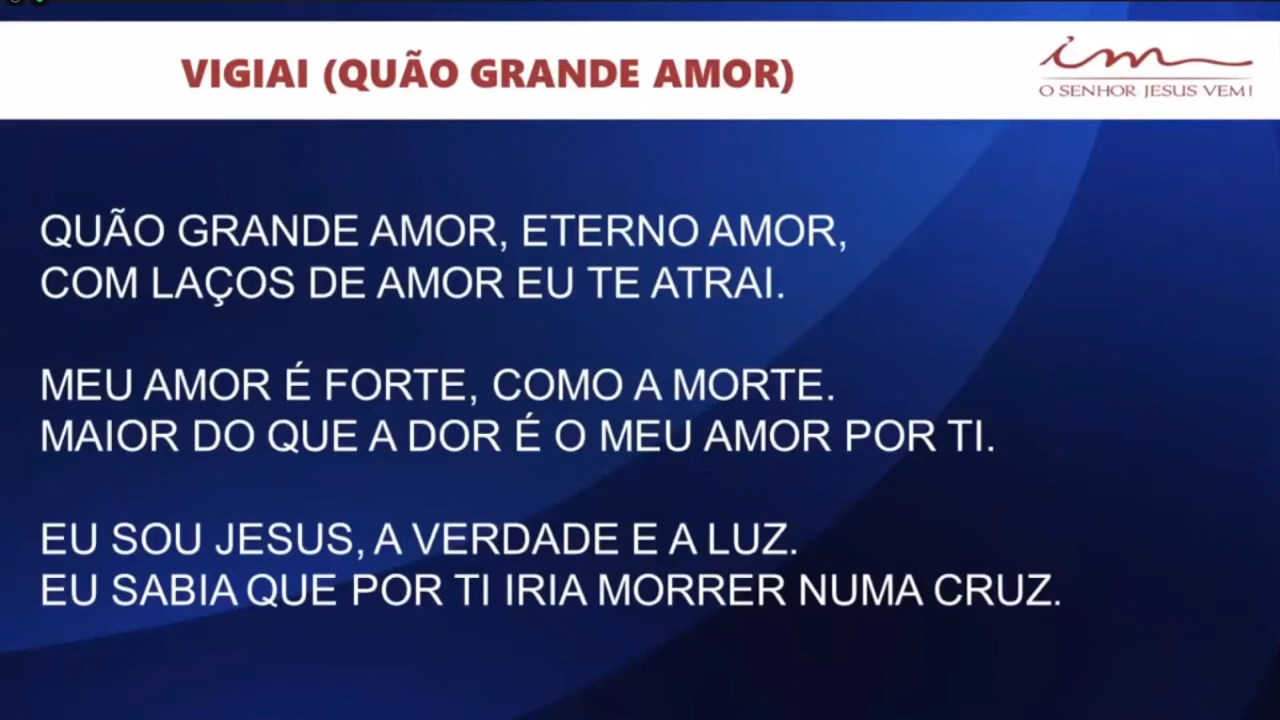 VIGIAI (QUÃO GRANDE AMOR)
im
O SENHOR JESUS VEM!
QUÃO GRANDE AMOR, ETERNO AMOR,
COM LAÇOS DE AMOR EU TE ATRAI.
MEU AMOR É FORTE, COMO A MORTE.
MAIOR DO QUE A DOR É O MEU AMOR POR TI.
EU SOU JESUS, A VERDADE E A LUZ.
EU SABIA QUE POR TI IRIA MORRER NUMA CRUZ.